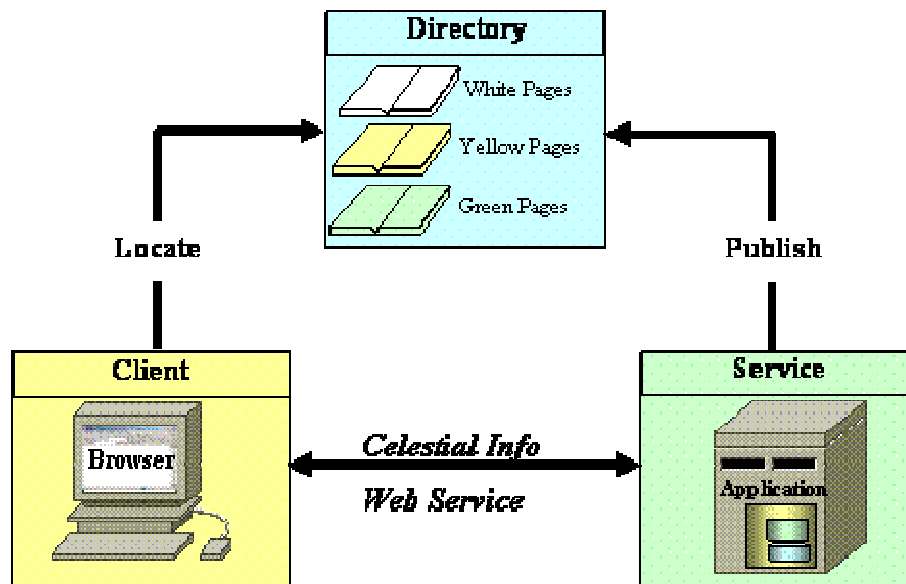 Directory
White Pages
Yellow Pages
Green Pages
Locate
Publish
Client
Service
Browser
Celestial Info
Application
Web Service